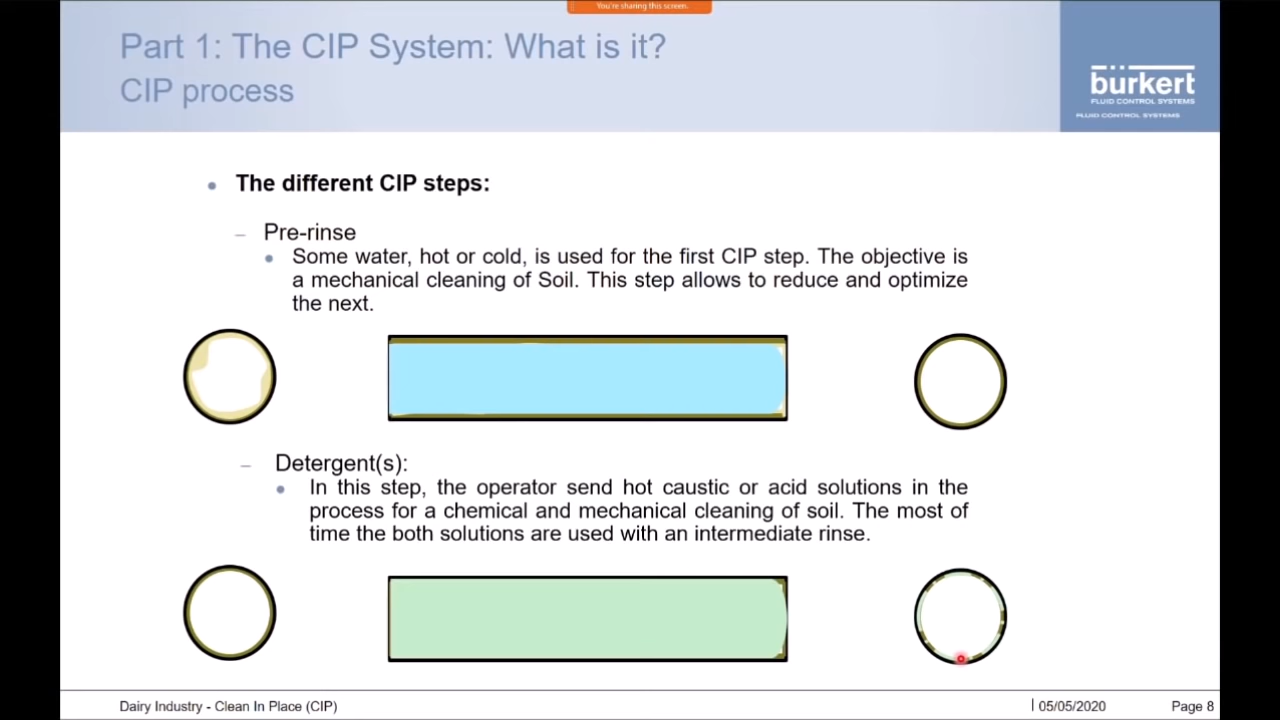 You're sharing this screen.
Part 1: The CIP System: What is it?
CIP process
bürkert
FLUID CONTROL SYSTEMS
FLUID CONTROL SYSTEMS
The different CIP steps:
Pre-rinse
Some water, hot or cold, is used for the first CIP step. The objective is
a mechanical cleaning of Soil. This step allows to reduce and optimize
the next.
Detergent(s):
In this step, the operator send hot caustic or acid solutions in the
process for a chemical and mechanical cleaning of soil. The most of
time the both solutions are used with an intermediate rinse.
Dairy Industry - Clean In Place (CIP)
05/05/2020
Page 8